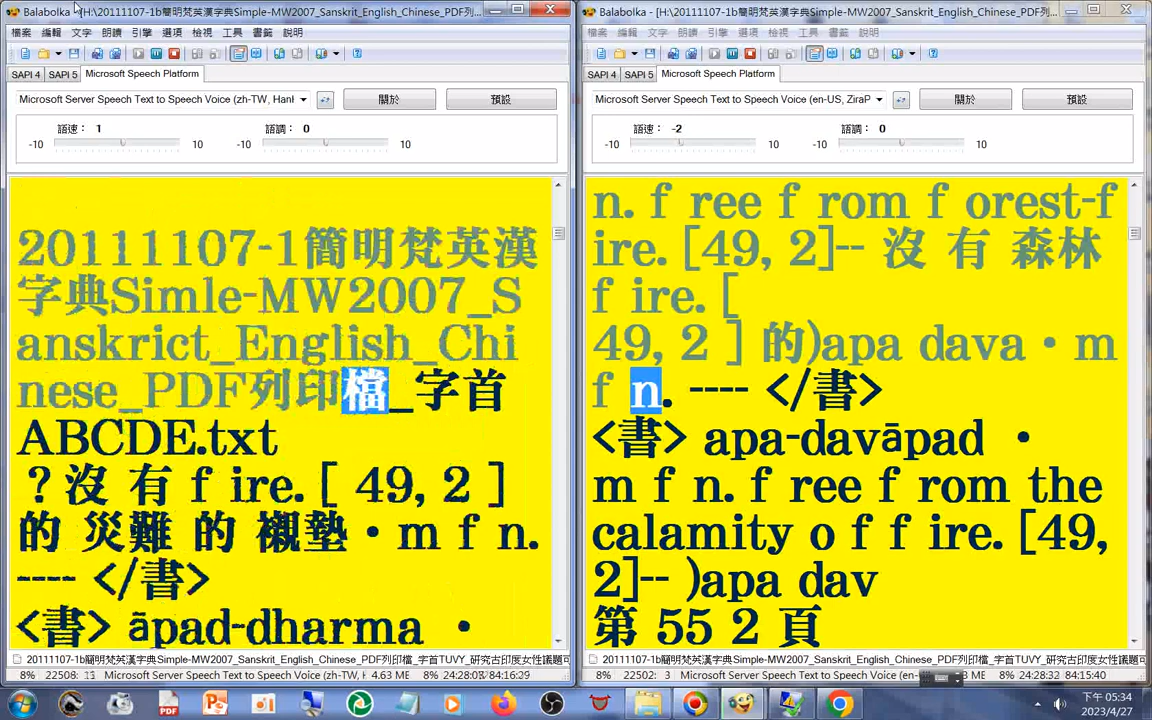 Balabolka - [H:\20111107-1b簡明梵英漢字典Simple-MW2007_Sanskrit_English_Chinese_PDF列...
檔案 編輯 文字 朗讀 引擎 選項 檢視 工具 書籤 說明
SAPI 4 SAPI 5 Microsoft Speech Platform
Microsoft Server Speech Text to Speech Voice (zh-TW, Hanl
關於 預設
語速： 1 語調： 0
-10 10 -10 10
20111107-1簡明梵英漢
字典Simle-MW2007_S
anskrict_English_Chi
nese_PDF列印檔_字首
ABCDE.txt
？沒 有 f ire. [ 49, 2 ]
的 災難 的 襯墊・m f n.
---- </書>
<書> āpad-dharma ・
20111107-1b簡明梵英漢字典Simple-MW2007_Sanskrit_English_Chinese_PDF列印檔_字首TUVY_研究古印度女性議題可
8% 22508: Microsoft Server Speech Text to Speech Voice (zh-TW, H 4.63 ME 8%
Balabolka - [H:\20111107-1b簡明梵英漢字典Simple-MW2007_Sanskrit_English_Chinese_PDF列...
檔案 編輯 文字 朗讀 引擎 選項 檢視 工具 書籤 說明
SAPI 4 SAPI 5 Microsoft Speech Platform
Microsoft Server Speech Text to Speech Voice (en-US, ZiraP
關於 預設
語速： -2 語調： 0
-10 10 -10 10
n. f ree f rom f orest-f
ire. [49, 2]-- 沒 有 森林
f ire. [
49, 2 ] 的)apa dava・m
f n. ---- </書>
<書> apa-davāpad ・
m f n. f ree f rom the
calamity o f f ire. [49,
2]-- )apa dav
第 55 2 頁
20111107-1b簡明梵英漢字典Simple-MW2007_Sanskrit_English_Chinese_PDF列印檔_字首TUVY_研究古印度女性議題可
8% 22502: 3 Microsoft Server Speech Text to Speech Voice (en-US, 8% 24:28:32
下午 05:34
2023/4/27